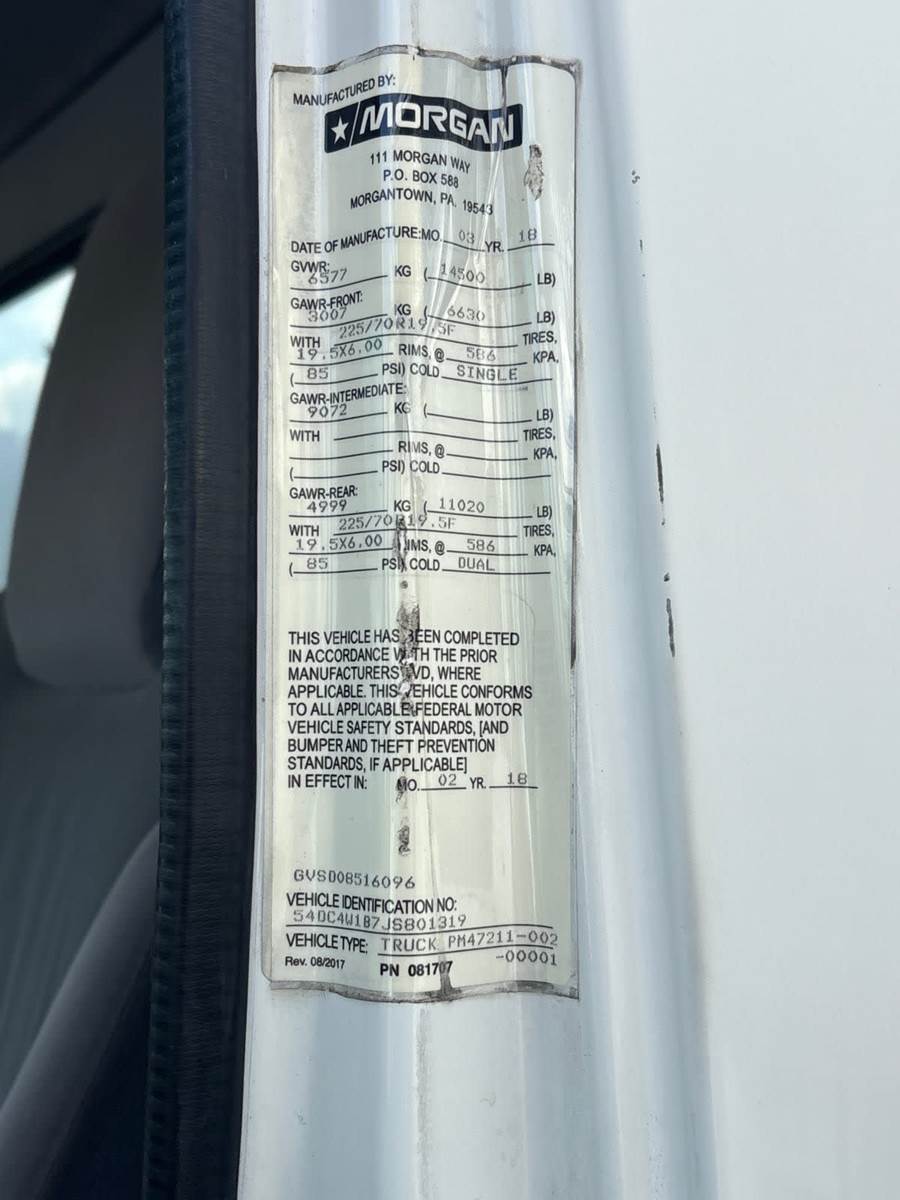 MANUFACTURED BY:
MORGAN
111 MORGAN WAY
P.O. BOX 588
MORGANTOWN, PA. 19543
DATE OF MANUFACTURE:MO. 03 YR. 18
GVWR:
6577 KG (14500 LB)
GAWR-FRONT:
3007 KG (6630 LB)
WITH 225/70R19.5F TIRES,
19.5X6.00 RIMS, @ 586 KPA,
(85 PSI) COLD SINGLE
GAWR-INTERMEDIATE:
9072 KG ( LB)
WITH TIRES,
RIMS, @ KPA,
( PSI) COLD
GAWR-REAR:
4999 KG (11020 LB)
WITH 225/70R19.5F TIRES,
19.5X6.00 RIMS, @ 586 KPA,
(85 PSI) COLD DUAL
THIS VEHICLE HAS BEEN COMPLETED
IN ACCORDANCE WITH THE PRIOR
MANUFACTURERS IVD, WHERE
APPLICABLE. THIS VEHICLE CONFORMS
TO ALL APPLICABLE FEDERAL MOTOR
VEHICLE SAFETY STANDARDS, [AND
BUMPER AND THEFT PREVENTION
STANDARDS, IF APPLICABLE]
IN EFFECT IN: MO. 02 YR. 18
GVSD08516096
VEHICLE IDENTIFICATION NO:
54DC4W1B7JS801319
VEHICLE TYPE: TRUCK PM47211-002
-00001
Rev. 08/2017 PN 081707